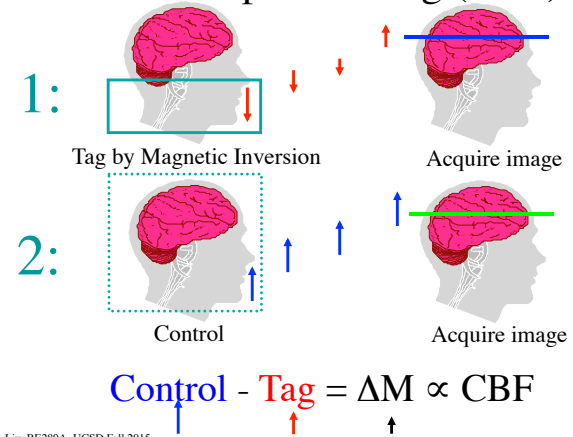 1:
Tag by Magnetic Inversion
Acquire image
2:
Control
Acquire image
Control - Tag = ΔM ∝ CBF